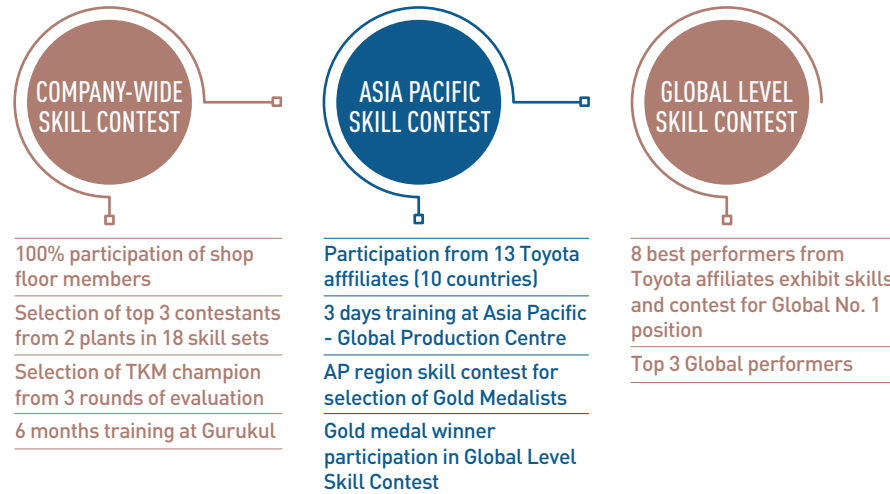 COMPANY-WIDE
SKILL CONTEST
100% participation of shop
floor members
Selection of top 3 contestants
from 2 plants in 18 skill sets
Selection of TKM champion
from 3 rounds of evaluation
6 months training at Gurukul
ASIA PACIFIC
SKILL CONTEST
Participation from 13 Toyota
afffiliates (10 countries)
3 days training at Asia Pacific
- Global Production Centre
AP region skill contest for
selection of Gold Medalists
Gold medal winner
participation in Global Level
Skill Contest
GLOBAL LEVEL
SKILL CONTEST
8 best performers from
Toyota affiliates exhibit skills
and contest for Global No. 1
position
Top 3 Global performers